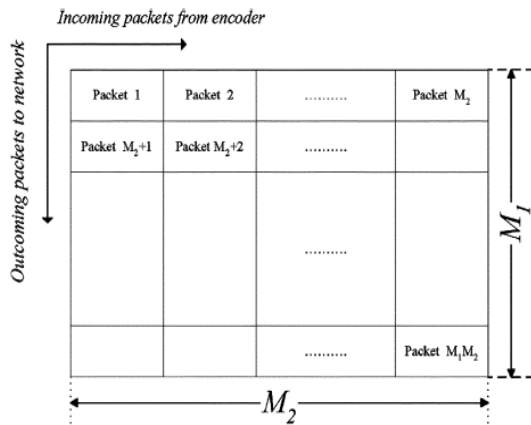 Incoming packets from encoder
Outcoming packets to network
Packet 1 Packet 2 .......... Packet M₂
Packet M₂+1 Packet M₂+2 ..........
..........
.......... Packet M₁M₂
M₁
M₂